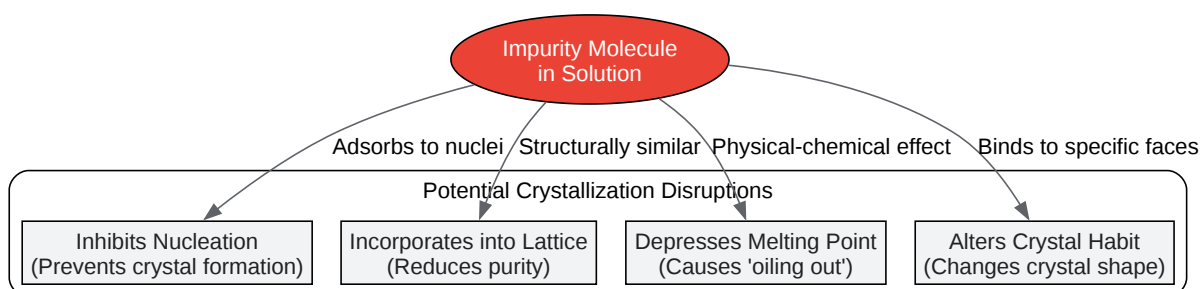 Impurity Molecule
in Solution
Adsorbs to nuclei
Structurally similar
Physical-chemical effect
Binds to specific faces
Potential Crystallization Disruptions
Inhibits Nucleation
(Prevents crystal formation)
Incorporates into Lattice
(Reduces purity)
Depresses Melting Point
(Causes 'oiling out')
Alters Crystal Habit
(Changes crystal shape)